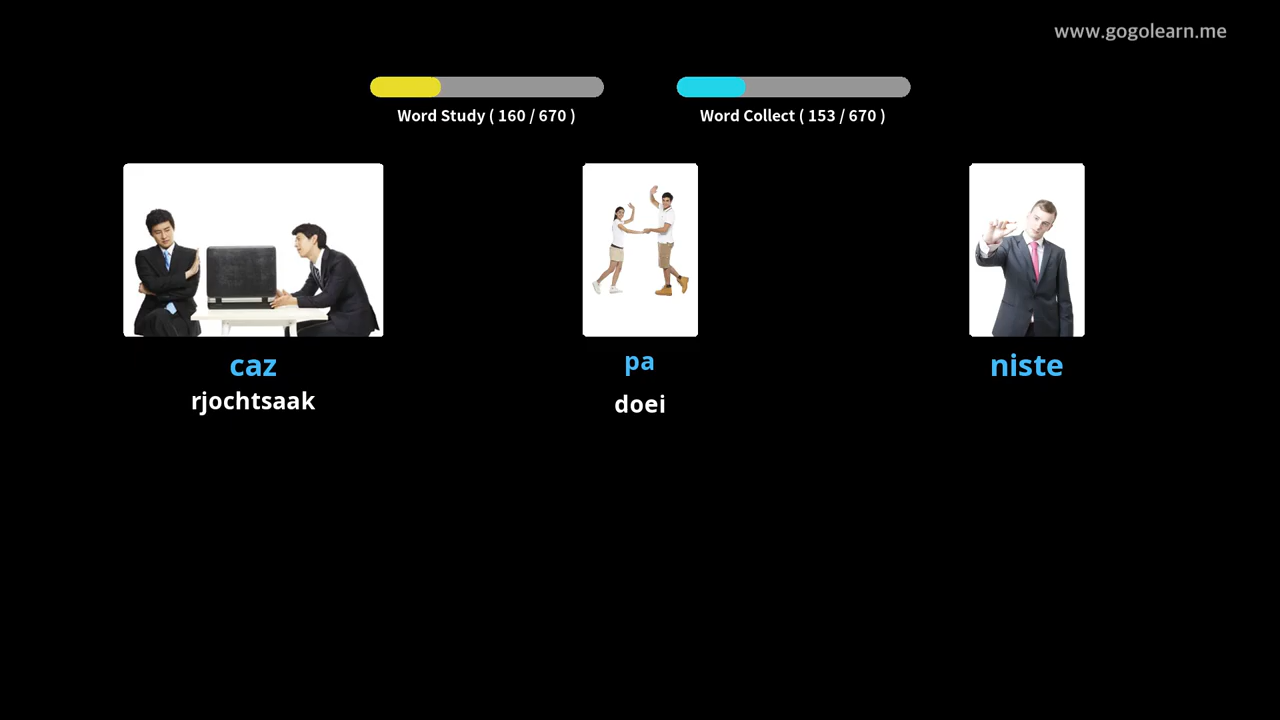 www.gogolearn.me
Word Study ( 160 / 670 )
Word Collect ( 153 / 670 )
caz
rjochtsaak
pa
doei
niste